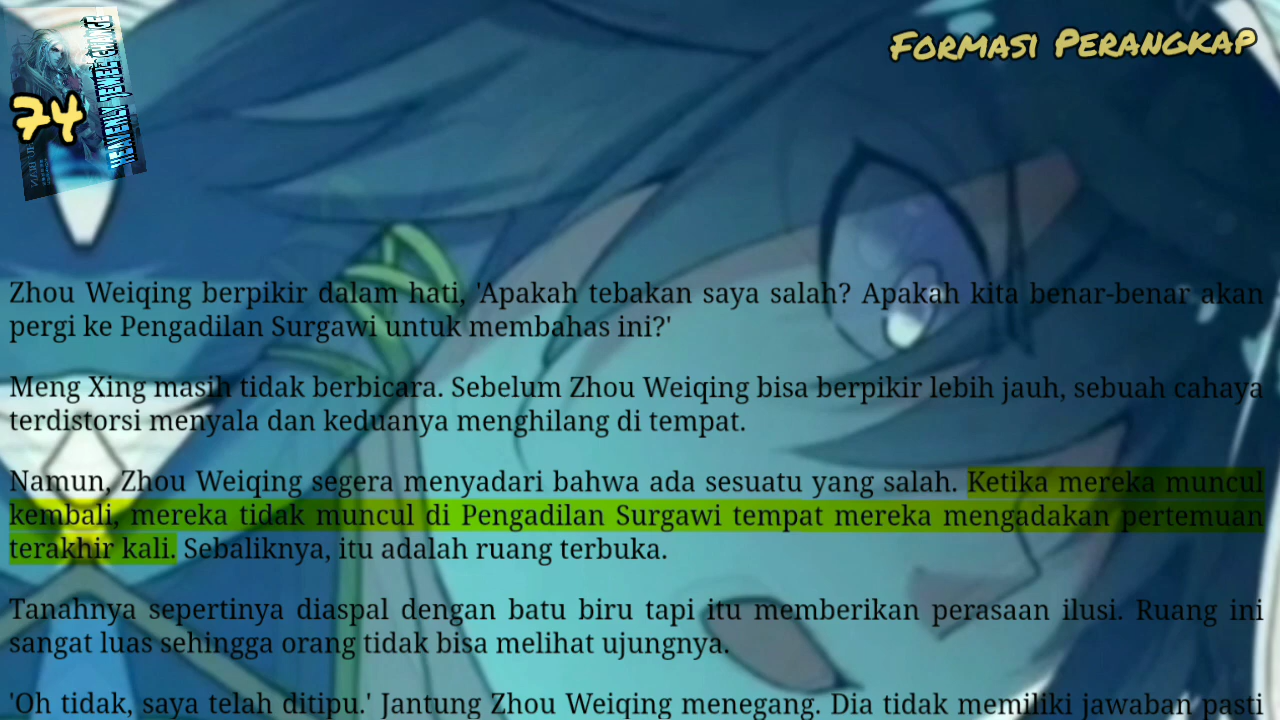 Formasi Perangkap
74
HEAVENLY JEWEL
Zhou Weiqing berpikir dalam hati, 'Apakah tebakan saya salah? Apakah kita benar-benar akan
pergi ke Pengadilan Surgawi untuk membahas ini?'
Meng Xing masih tidak berbicara. Sebelum Zhou Weiqing bisa berpikir lebih jauh, sebuah cahaya
terdistorsi menyala dan keduanya menghilang di tempat.
Namun, Zhou Weiqing segera menyadari bahwa ada sesuatu yang salah. Ketika mereka muncul
kembali, mereka tidak muncul di Pengadilan Surgawi tempat mereka mengadakan pertemuan
terakhir kali. Sebaliknya, itu adalah ruang terbuka.
Tanahnya sepertinya diaspal dengan batu biru tapi itu memberikan perasaan ilusi. Ruang ini
sangat luas sehingga orang tidak bisa melihat ujungnya.
'Oh tidak, saya telah ditipu.' Jantung Zhou Weiqing menegang. Dia tidak memiliki jawaban pasti